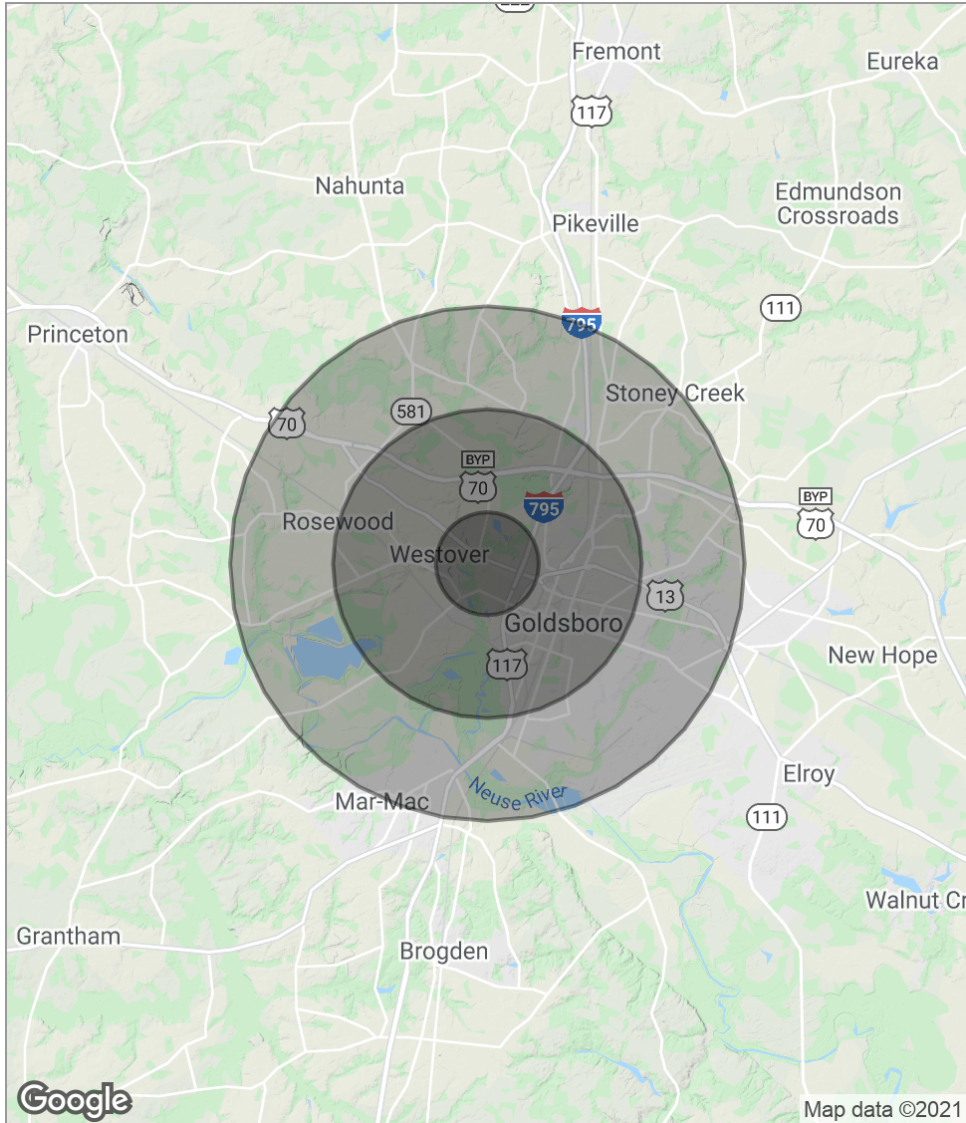 Fremont
Eureka
117
Nahunta
Edmundson
Crossroads
Pikeville
111
795
Princeton
Stoney Creek
581
70
BYP
70
BYP
70
795
Rosewood
Westover
13
Goldsboro
New Hope
117
Elroy
Neuse River
Mar-Mac
111
Walnut Cr
Grantham
Brogden
Google
Map data ©2021